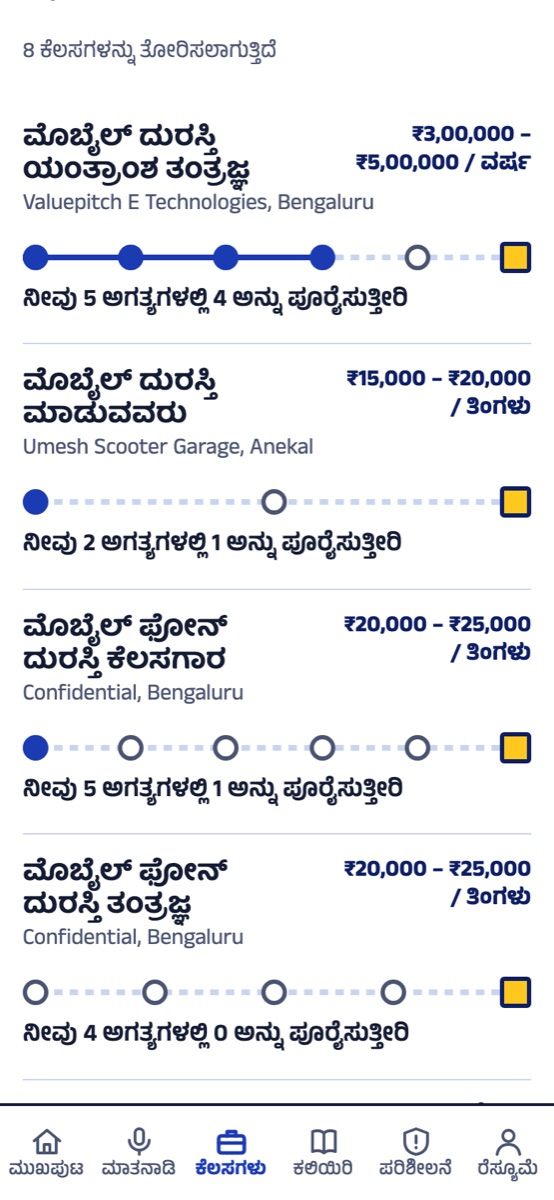 8 ಕೆಲಸಗಳನ್ನು ತೋರಿಸಲಾಗುತ್ತಿದೆ
ಮೊಬೈಲ್ ದುರಸ್ತಿ
ಯಂತ್ರಾಂಶ ತಂತ್ರಜ್ಞ
₹3,00,000 –
₹5,00,000 / ವರ್ಷ
Valuepitch E Technologies, Bengaluru
ನೀವು 5 ಅಗತ್ಯಗಳಲ್ಲಿ 4 ಅನ್ನು ಪೂರೈಸುತ್ತೀರಿ
ಮೊಬೈಲ್ ದುರಸ್ತಿ
ಮಾಡುವವರು
₹15,000 – ₹20,000
/ ತಿಂಗಳು
Umesh Scooter Garage, Anekal
ನೀವು 2 ಅಗತ್ಯಗಳಲ್ಲಿ 1 ಅನ್ನು ಪೂರೈಸುತ್ತೀರಿ
ಮೊಬೈಲ್ ಫೋನ್
ದುರಸ್ತಿ ಕೆಲಸಗಾರ
₹20,000 – ₹25,000
/ ತಿಂಗಳು
Confidential, Bengaluru
ನೀವು 5 ಅಗತ್ಯಗಳಲ್ಲಿ 1 ಅನ್ನು ಪೂರೈಸುತ್ತೀರಿ
ಮೊಬೈಲ್ ಫೋನ್
ದುರಸ್ತಿ ತಂತ್ರಜ್ಞ
₹20,000 – ₹25,000
/ ತಿಂಗಳು
Confidential, Bengaluru
ನೀವು 4 ಅಗತ್ಯಗಳಲ್ಲಿ 0 ಅನ್ನು ಪೂರೈಸುತ್ತೀರಿ
ಮುಖಪುಟ ಮಾತನಾಡಿ ಕೆಲಸಗಳು ಕಲಿಯಿರಿ ಪರಿಶೀಲನೆ ರೆಸ್ಯೂಮೆ